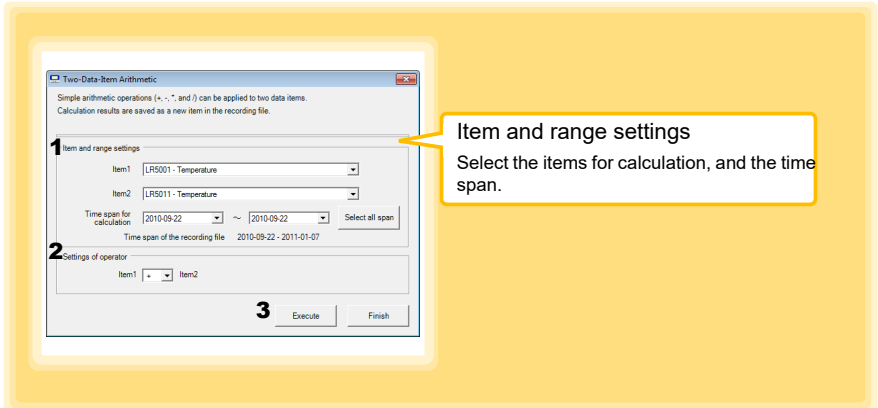 Two-Data-Item Arithmetic
Simple arithmetic operations (+, -, *, and /) can be applied to two data items.
Calculation results are saved as a new item in the recording file.
1
Item and range settings
Item1 LR5001 - Temperature
Item2 LR5011 - Temperature
Time span for
calculation
2010-09-22 ~ 2010-09-22 Select all span
Time span of the recording file 2010-09-22 - 2011-01-07
2
Settings of operator
Item1 + Item2
3
Execute Finish
Item and range settings
Select the items for calculation, and the time
span.